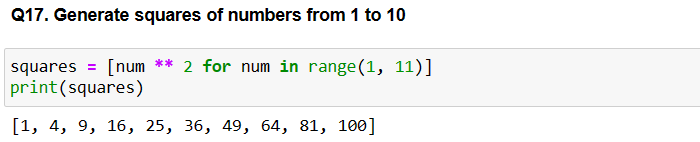 Q17. Generate squares of numbers from 1 to 10
squares = [num ** 2 for num in range(1, 11)]
print(squares)
[1, 4, 9, 16, 25, 36, 49, 64, 81, 100]